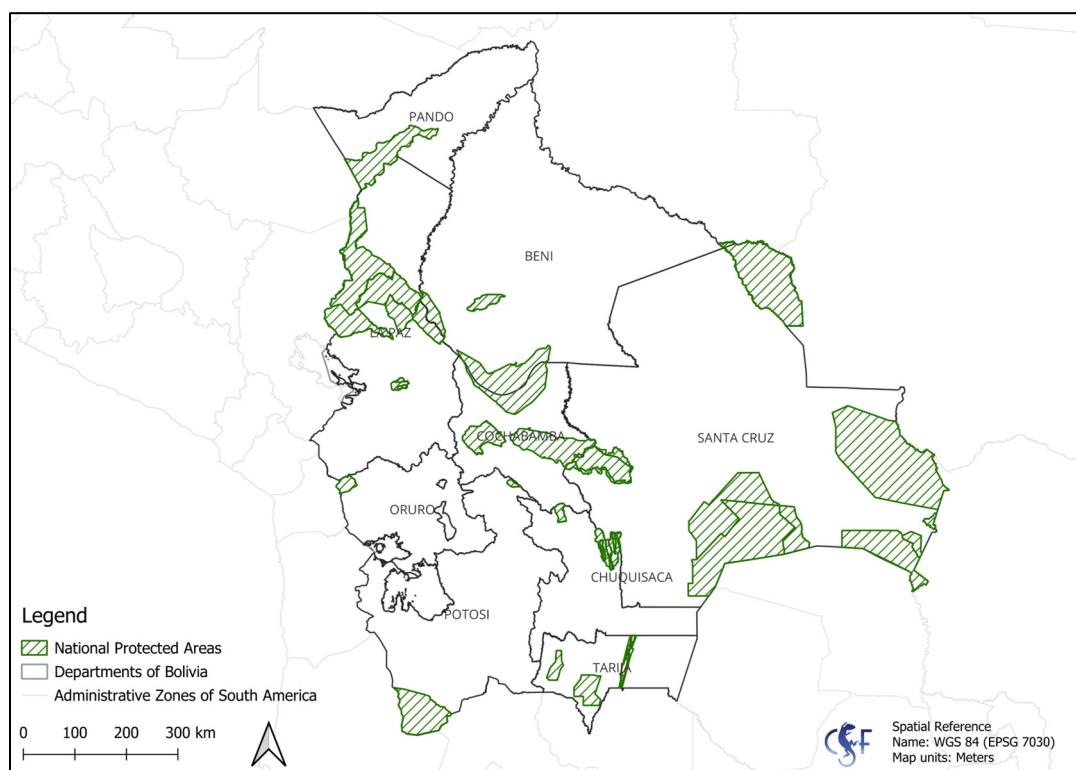 PANDO
BENI
LA PAZ
SANTA CRUZ
COCHABAMBA
ORURO
CHUQUISACA
POTOSI
TARIJA
Legend
National Protected Areas
Departments of Bolivia
Administrative Zones of South America
0 100 200 300 km
CSF
Spatial Reference
Name: WGS 84 (EPSG 7030)
Map units: Meters